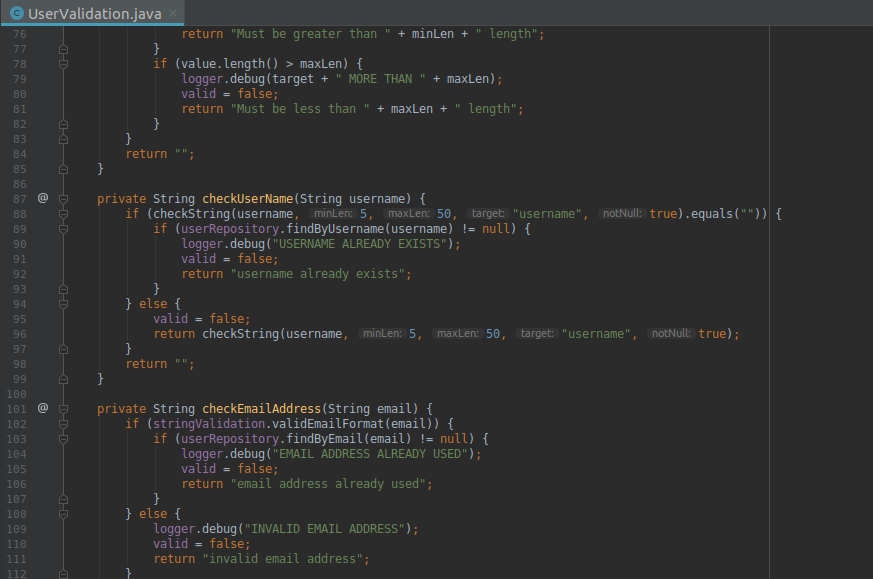 UserValidation.java
76 return "Must be greater than " + minLen + " length";
77 }
78 if (value.length() > maxLen) {
79 logger.debug(target + " MORE THAN " + maxLen);
80 valid = false;
81 return "Must be less than " + maxLen + " length";
82 }
83 }
84 return "";
85 }
86
87 @ private String checkUserName(String username) {
88 if (checkString(username, minLen: 5, maxLen: 50, target: "username", notNull: true).equals("")) {
89 if (userRepository.findByUsername(username) != null) {
90 logger.debug("USERNAME ALREADY EXISTS");
91 valid = false;
92 return "username already exists";
93 }
94 } else {
95 valid = false;
96 return checkString(username, minLen: 5, maxLen: 50, target: "username", notNull: true);
97 }
98 return "";
99 }
100
101 @ private String checkEmailAddress(String email) {
102 if (stringValidation.validEmailFormat(email)) {
103 if (userRepository.findByEmail(email) != null) {
104 logger.debug("EMAIL ADDRESS ALREADY USED");
105 valid = false;
106 return "email address already used";
107 }
108 } else {
109 logger.debug("INVALID EMAIL ADDRESS");
110 valid = false;
111 return "invalid email address";
112 }